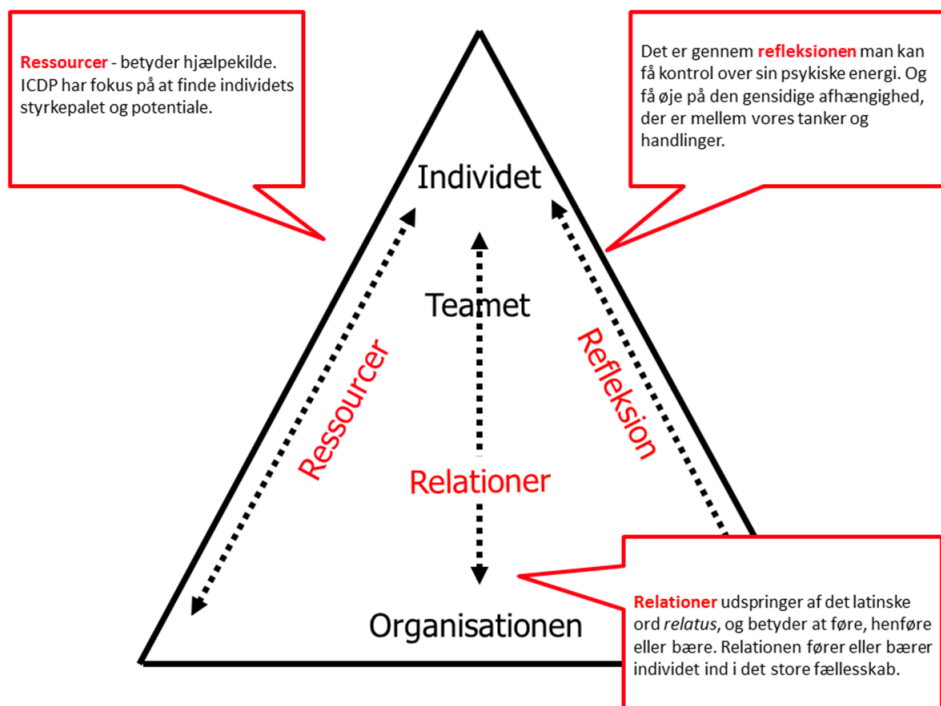 Ressourcer - betyder hjælpekilde.
ICDP har fokus på at finde individets
styrkepalet og potentiale.
Det er gennem refleksionen man kan
få kontrol over sin psykiske energi. Og
få øje på den gensidige afhængighed,
der er mellem vores tanker og
handlinger.
Individet
Teamet
Ressourcer
Refleksion
Relationer
Organisationen
Relationer udspringer af det latinske
ord relatus, og betyder at føre, henføre
eller bære. Relationen fører eller bærer
individet ind i det store fællesskab.